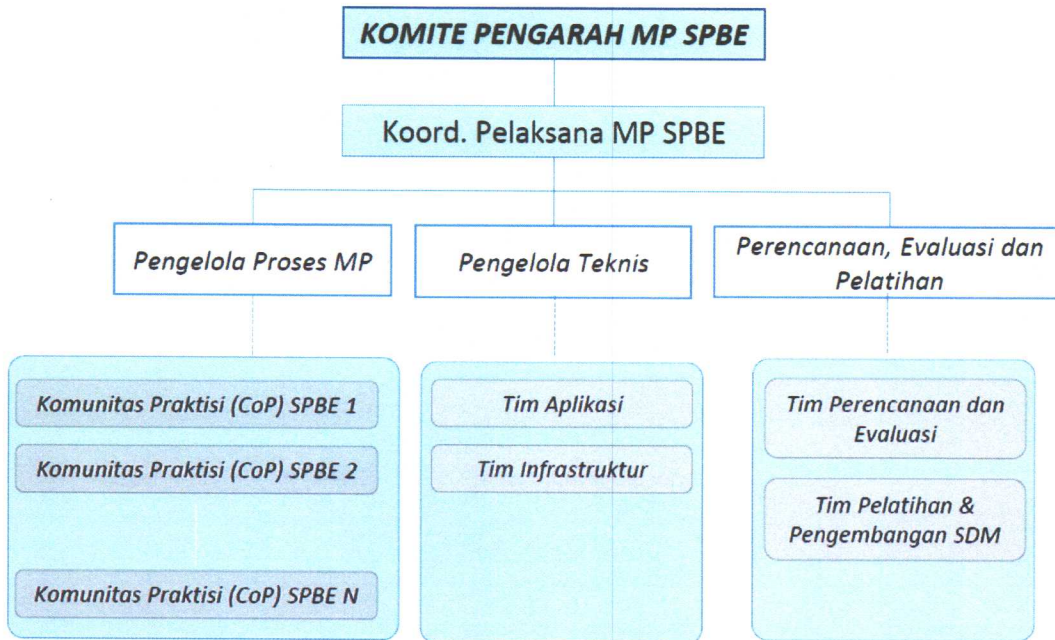 KOMITE PENGARAH MP SPBE
Koord. Pelaksana MP SPBE
Pengelola Proses MP
Pengelola Teknis
Perencanaan, Evaluasi dan
Pelatihan
Komunitas Praktisi (CoP) SPBE 1
Komunitas Praktisi (CoP) SPBE 2
Komunitas Praktisi (CoP) SPBE N
Tim Aplikasi
Tim Infrastruktur
Tim Perencanaan dan
Evaluasi
Tim Pelatihan &
Pengembangan SDM